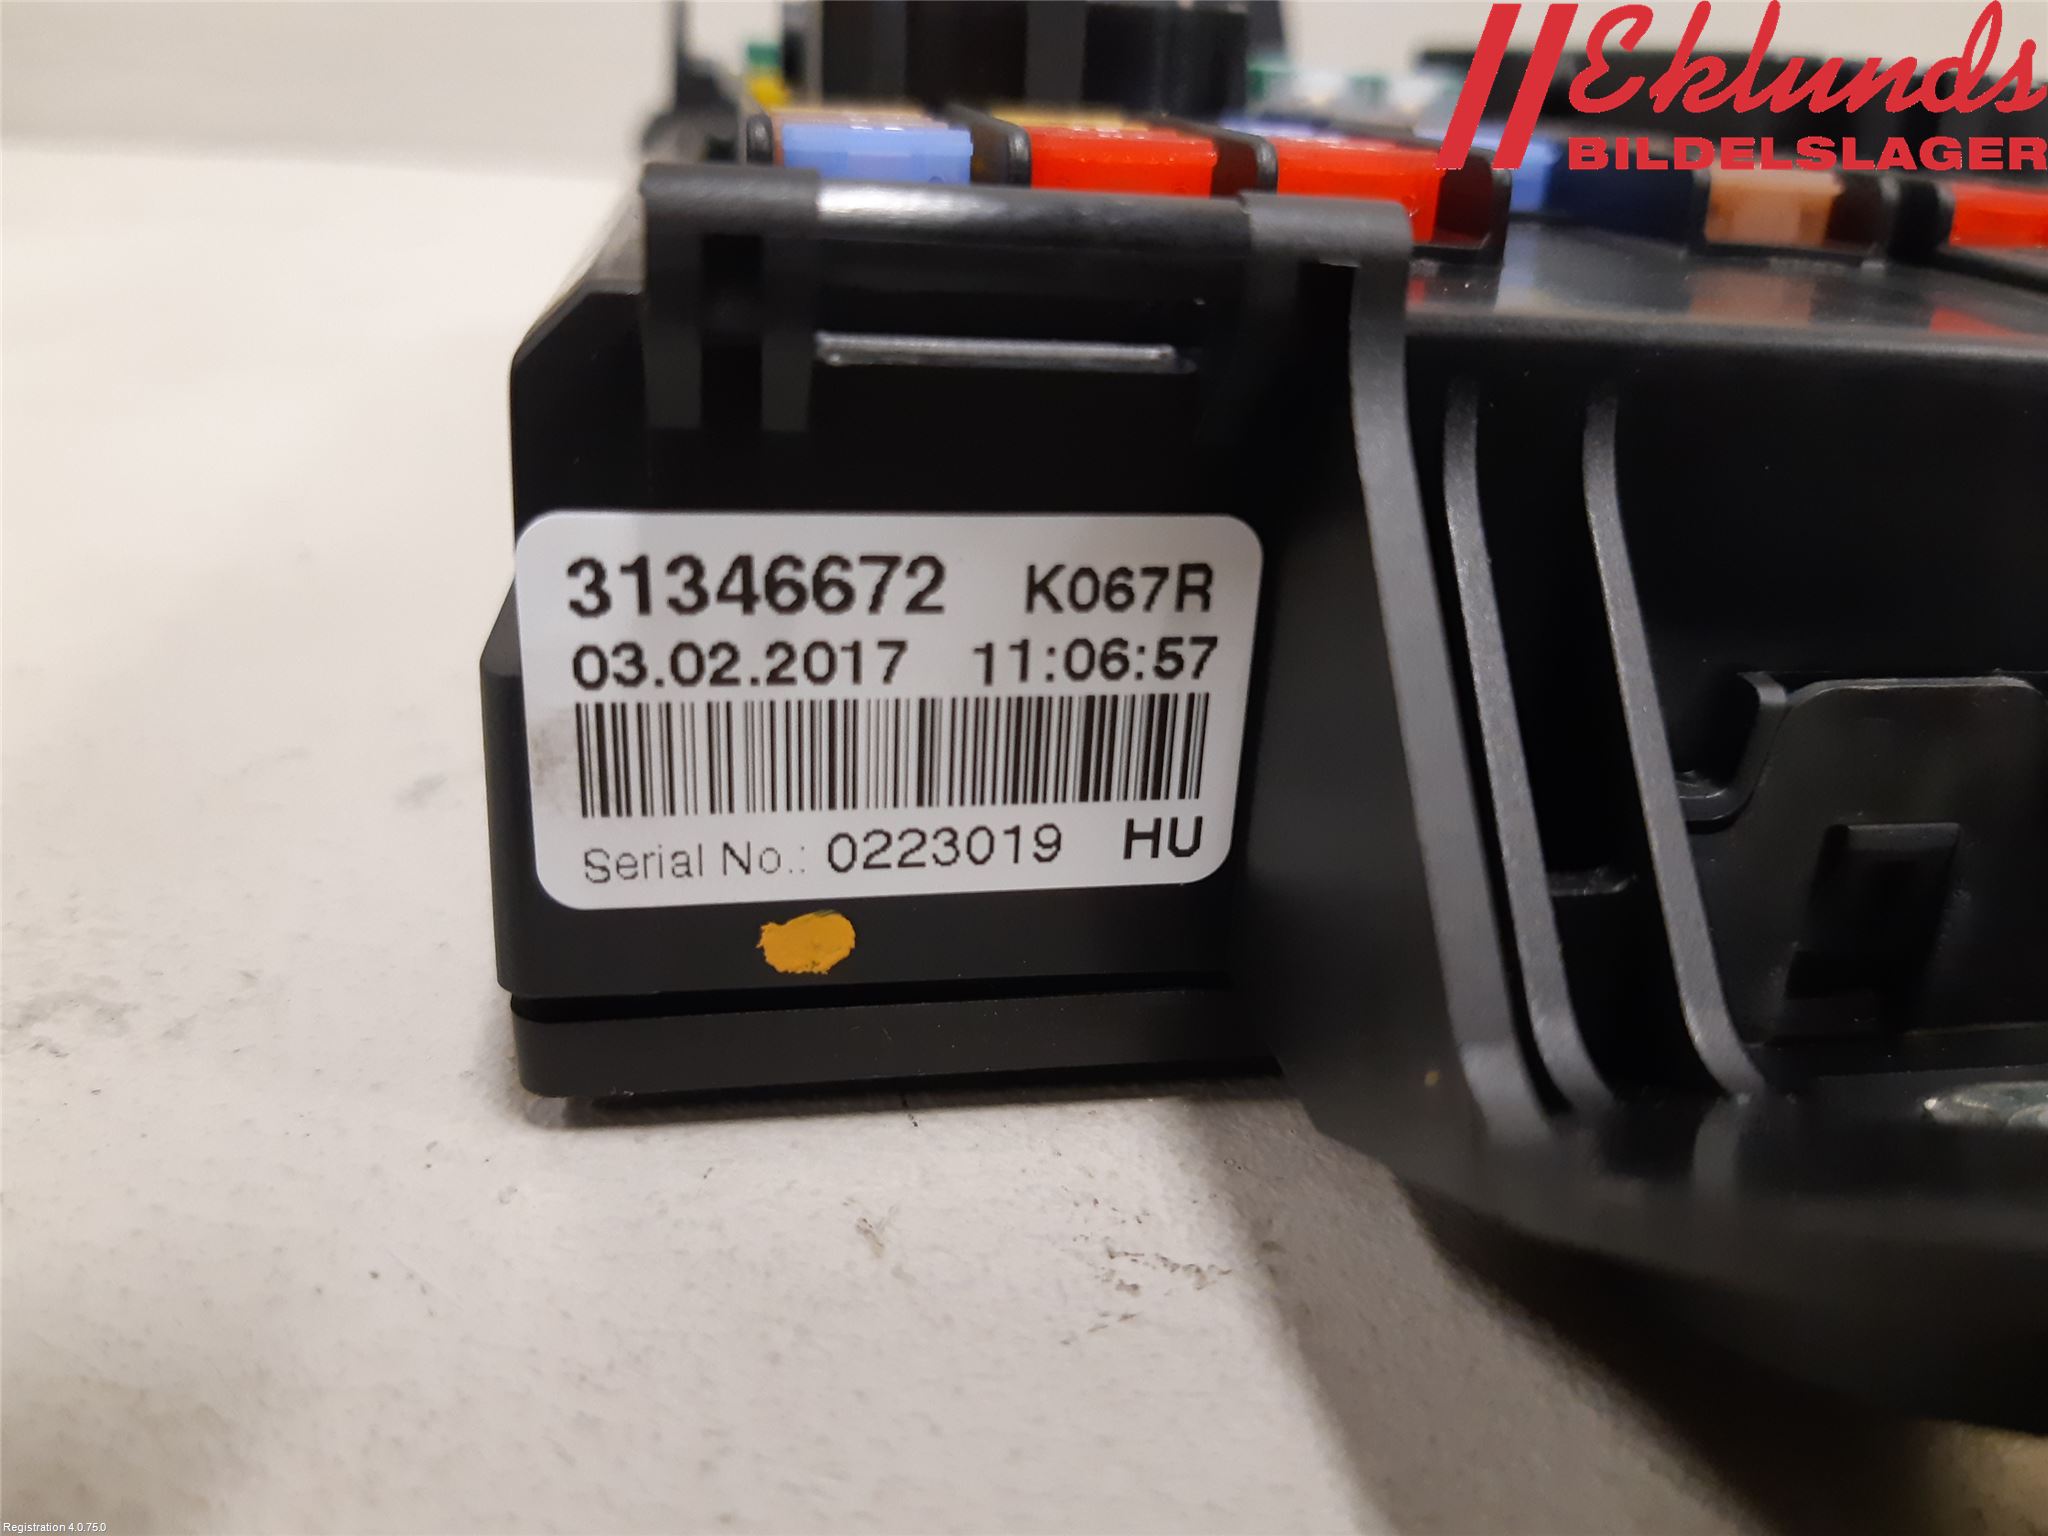 Eklunds
BILDELSLAGER
31346672 K067R
03.02.2017 11:06:57
Serial No.: 0223019 HU
Registration 4.0.75.0